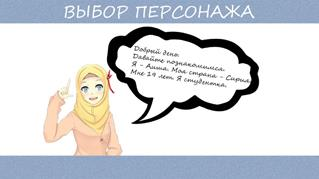 ВЫБОР ПЕРСОНАЖА
Добрый день.
Давайте познакомимся.
Я - Аиша. Моя страна - Сирия.
Мне 19 лет. Я студентка.